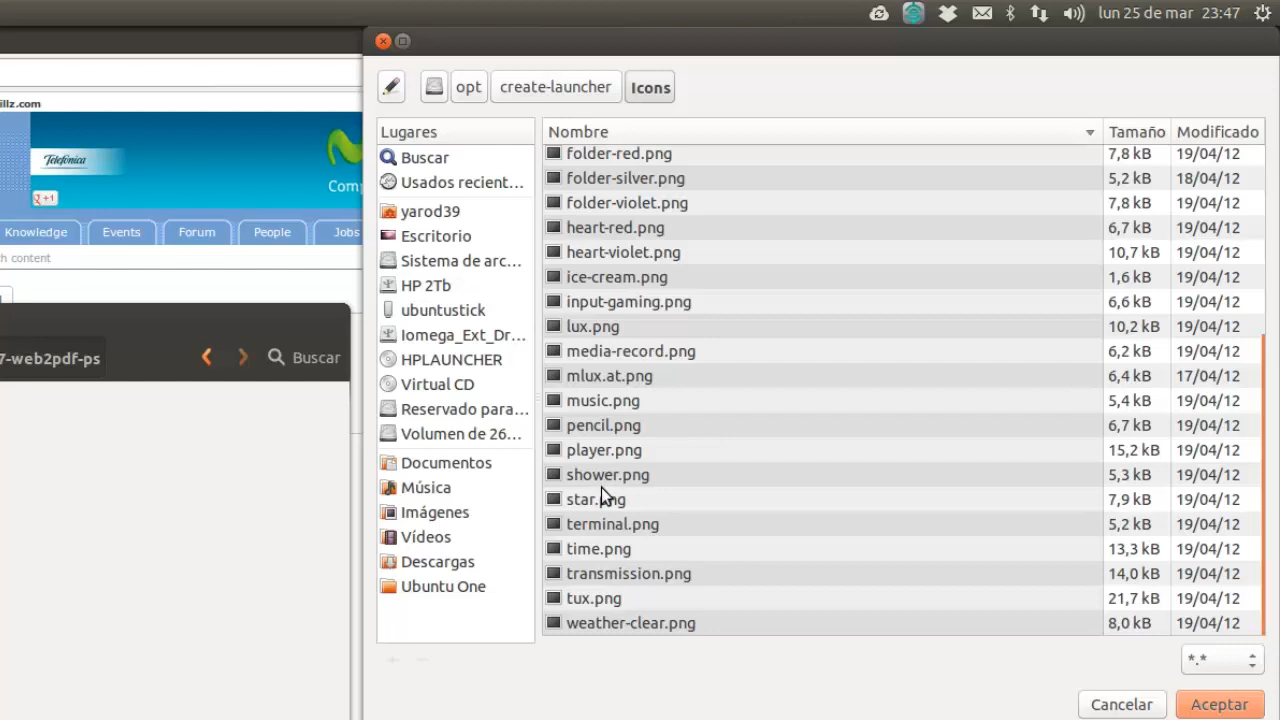 lun 25 de mar 23:47
illz.com
Telefónica
g +1
Com
Knowledge Events Forum People Jobs
ch content
7-web2pdf-ps
Buscar
opt create-launcher Icons
Lugares
Buscar
Usados recient...
yarod39
Escritorio
Sistema de arc...
HP 2Tb
ubuntustick
Iomega_Ext_Dr...
HPLAUNCHER
Virtual CD
Reservado para...
Volumen de 26...
Documentos
Música
Imágenes
Vídeos
Descargas
Ubuntu One
Nombre Tamaño Modificado
folder-red.png 7,8 kB 19/04/12
folder-silver.png 5,2 kB 18/04/12
folder-violet.png 7,8 kB 19/04/12
heart-red.png 6,7 kB 19/04/12
heart-violet.png 10,7 kB 19/04/12
ice-cream.png 1,6 kB 19/04/12
input-gaming.png 6,6 kB 19/04/12
lux.png 10,2 kB 19/04/12
media-record.png 6,2 kB 19/04/12
mlux.at.png 6,4 kB 17/04/12
music.png 5,4 kB 19/04/12
pencil.png 6,7 kB 19/04/12
player.png 15,2 kB 19/04/12
shower.png 5,3 kB 19/04/12
star.png 7,9 kB 19/04/12
terminal.png 5,2 kB 19/04/12
time.png 13,3 kB 19/04/12
transmission.png 14,0 kB 19/04/12
tux.png 21,7 kB 19/04/12
weather-clear.png 8,0 kB 19/04/12
*.*
Cancelar Aceptar